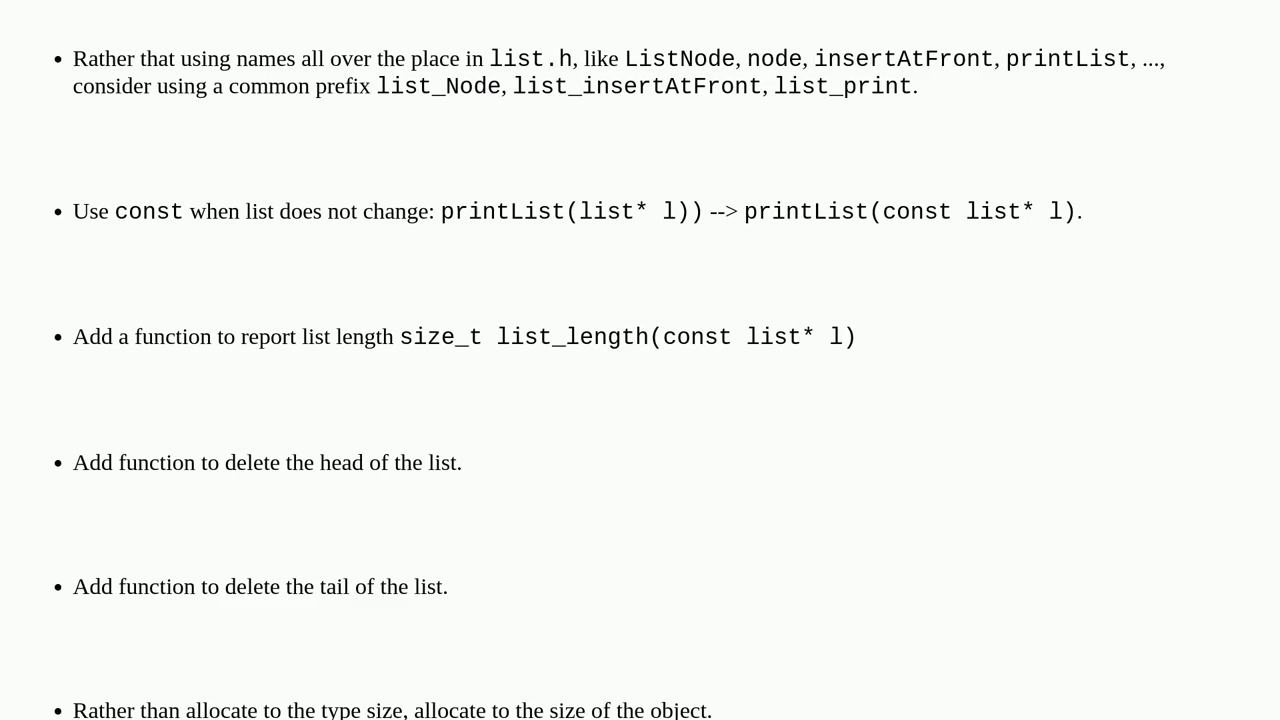 • Rather that using names all over the place in list.h, like ListNode, node, insertAtFront, printList, ...,
consider using a common prefix list_Node, list_insertAtFront, list_print.
• Use const when list does not change: printList(list* l)) --> printList(const list* l).
• Add a function to report list length size_t list_length(const list* l)
• Add function to delete the head of the list.
• Add function to delete the tail of the list.
• Rather than allocate to the type size, allocate to the size of the object.